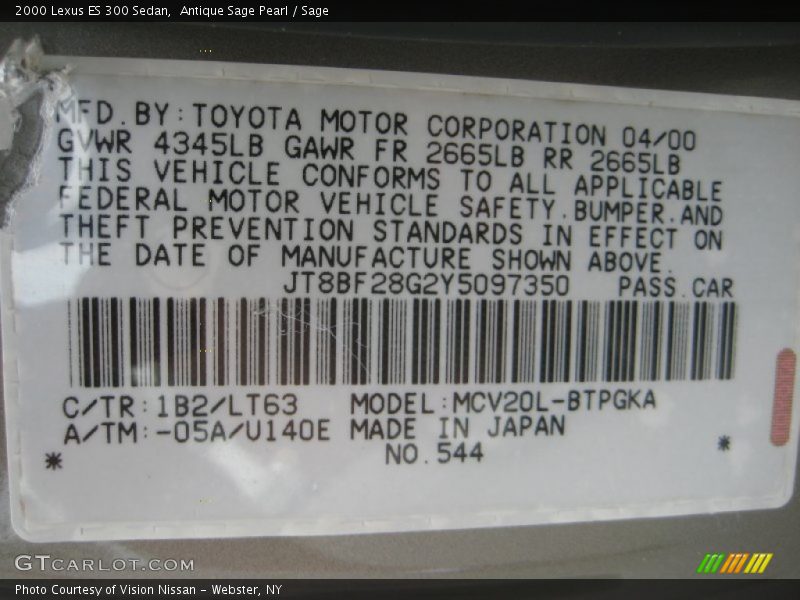 2000 Lexus ES 300 Sedan,  Antique Sage Pearl / Sage
MFD.BY:TOYOTA MOTOR CORPORATION 04/00
GVWR 4345LB GAWR FR 2665LB RR 2665LB
THIS VEHICLE CONFORMS TO ALL APPLICABLE
FEDERAL MOTOR VEHICLE SAFETY.BUMPER.AND
THEFT PREVENTION STANDARDS IN EFFECT ON
THE DATE OF MANUFACTURE SHOWN ABOVE.
JT8BF28G2Y5097350 PASS.CAR
C/TR:1B2/LT63 MODEL:MCV20L-BTPGKA
A/TM:-05A/U140E MADE IN JAPAN
* NO.544 *
GTCARLOT.COM
Photo Courtesy of Vision Nissan - Webster, NY